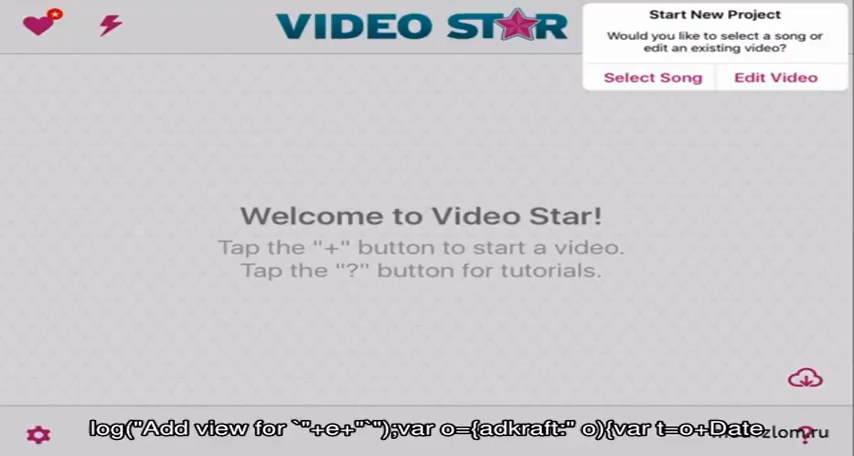 VIDEO STAR
Start New Project
Would you like to select a song or
edit an existing video?
Select Song
Edit Video
Welcome to Video Star!
Tap the "+" button to start a video.
Tap the "?" button for tutorials.
log("Add view for `"+e+"`");var o={adkraft:" o){var t=o+Date